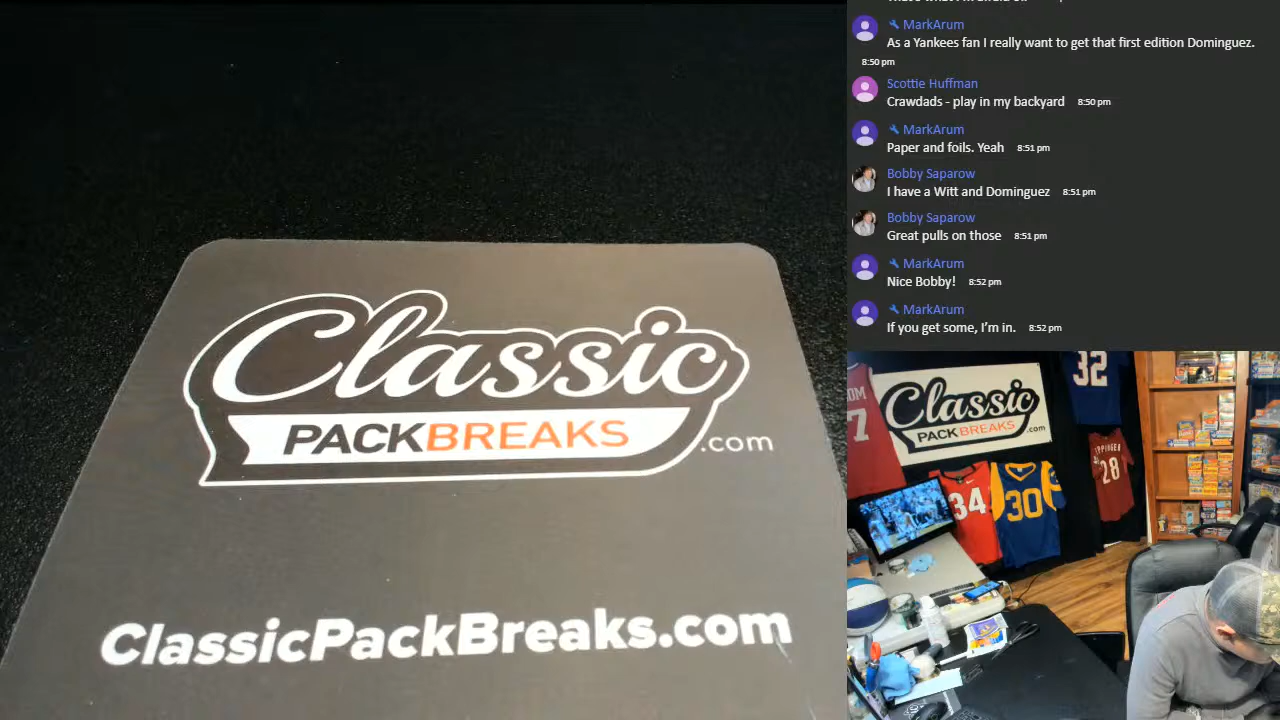 Classic
PACKBREAKS
.com
ClassicPackBreaks.com
MarkArum
As a Yankees fan I really want to get that first edition Dominguez.
8:50 pm
Scottie Huffman
Crawdads - play in my backyard 8:50 pm
MarkArum
Paper and foils. Yeah 8:51 pm
Bobby Saparow
I have a Witt and Dominguez 8:51 pm
Bobby Saparow
Great pulls on those 8:51 pm
MarkArum
Nice Bobby! 8:52 pm
MarkArum
If you get some, I'm in. 8:52 pm
Classic
PACKBREAKS
.com
32
7
34
30
28